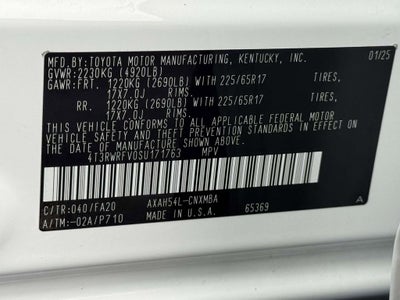 MFD.BY:TOYOTA MOTOR MANUFACTURING, KENTUCKY, INC. 01/25
GVWR:2230KG (4920LB)
GAWR:FRT. 1220KG (2690LB) WITH 225/65R17 TIRES,
17X7.0J RIMS.
RR. 1220KG (2690LB) WITH 225/65R17 TIRES,
17X7.0J RIMS.
THIS VEHICLE CONFORMS TO ALL APPLICABLE FEDERAL MOTOR
VEHICLE SAFETY, BUMPER, AND THEFT PREVENTION
STANDARDS IN EFFECT ON THE DATE OF MANUFACTURE SHOWN ABOVE.
4T3RWRFV0SU171763 MPV
C/TR:040/FA20 AXAH54L-CNXMBA A
A/TM:-02A/P710 MADE IN U.S.A. 65369